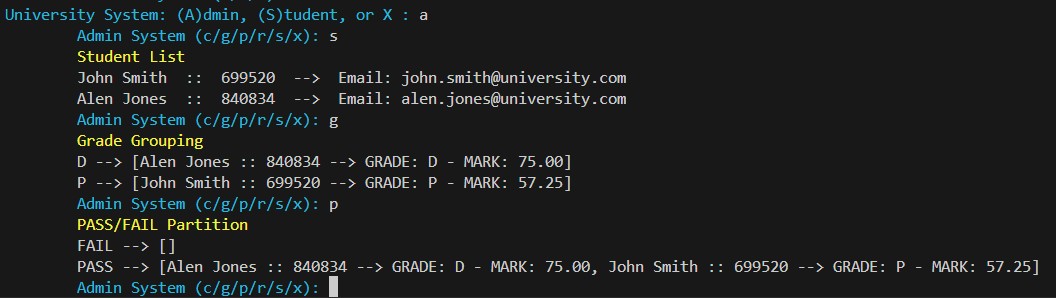 University System: (A)dmin, (S)tudent, or X : a
Admin System (c/g/p/r/s/x): s
Student List
John Smith :: 699520 --> Email: john.smith@university.com
Alen Jones :: 840834 --> Email: alen.jones@university.com
Admin System (c/g/p/r/s/x): g
Grade Grouping
D --> [Alen Jones :: 840834 --> GRADE: D - MARK: 75.00]
P --> [John Smith :: 699520 --> GRADE: P - MARK: 57.25]
Admin System (c/g/p/r/s/x): p
PASS/FAIL Partition
FAIL --> []
PASS --> [Alen Jones :: 840834 --> GRADE: D - MARK: 75.00, John Smith :: 699520 --> GRADE: P - MARK: 57.25]
Admin System (c/g/p/r/s/x):